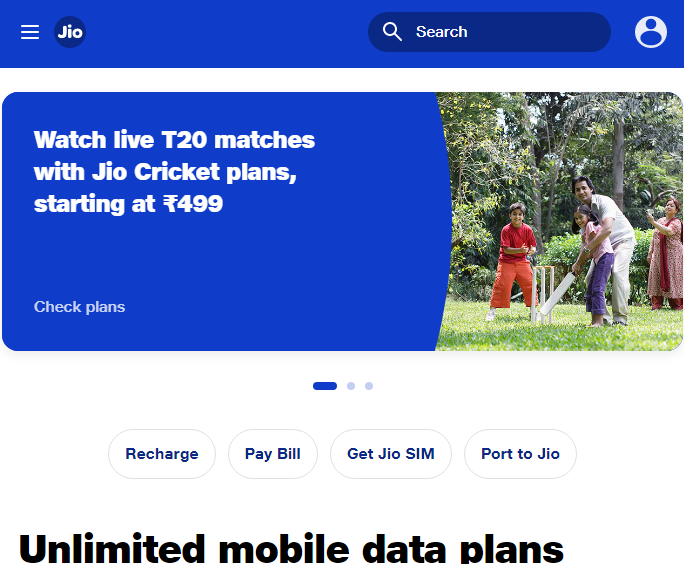 Jio
Search
Watch live T20 matches
with Jio Cricket plans,
starting at ₹499
Check plans
Recharge
Pay Bill
Get Jio SIM
Port to Jio
Unlimited mobile data plans